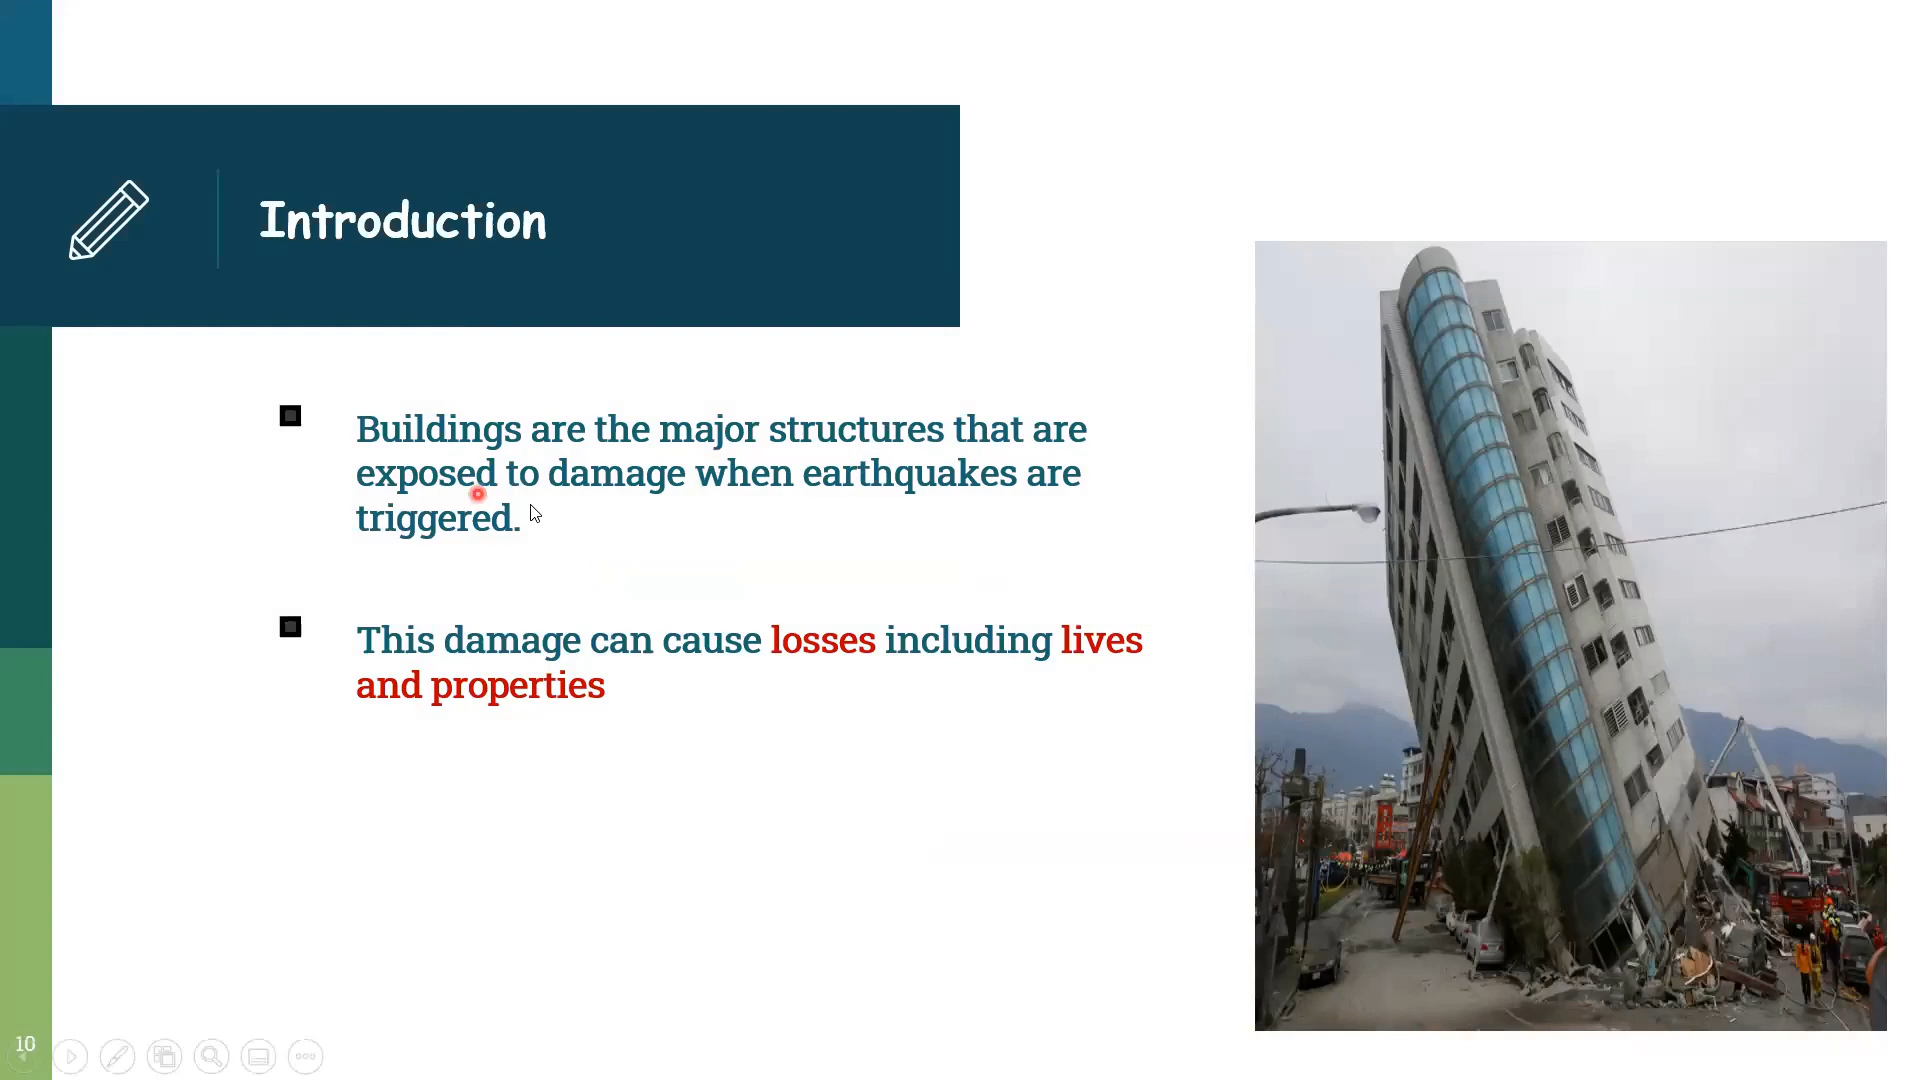 Introduction
Buildings are the major structures that are
exposed to damage when earthquakes are
triggered.
This damage can cause losses including lives
and properties
10